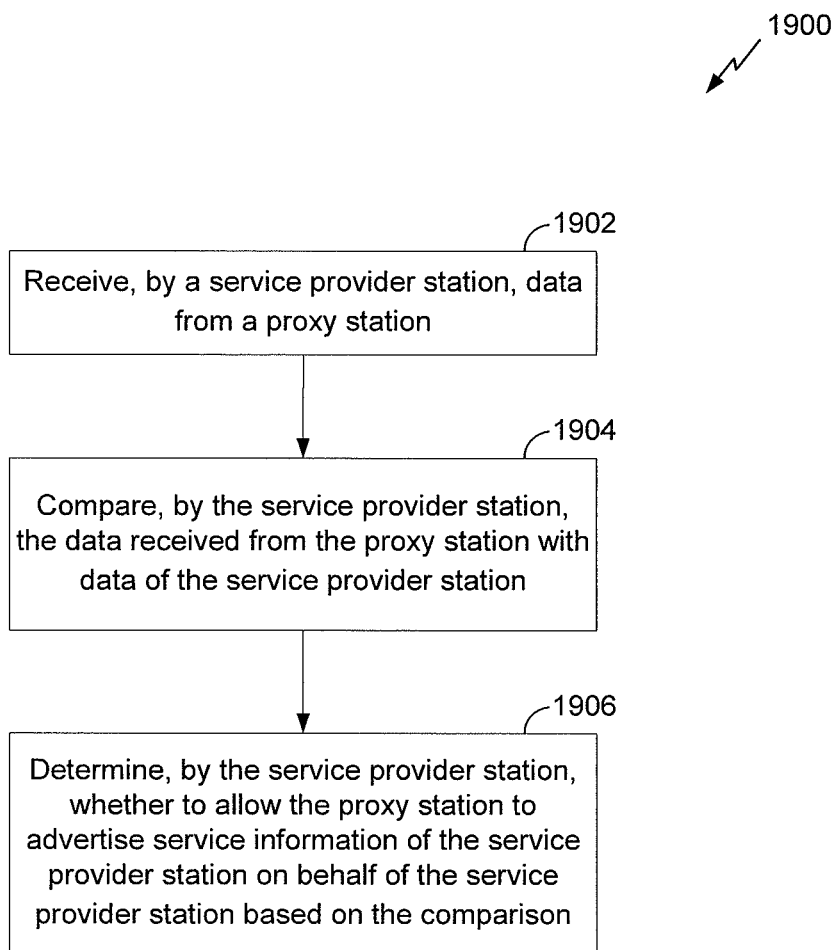 1900
1902
Receive, by a service provider station, data
from a proxy station
1904
Compare, by the service provider station,
the data received from the proxy station with
data of the service provider station
1906
Determine, by the service provider station,
whether to allow the proxy station to
advertise service information of the service
provider station on behalf of the service
provider station based on the comparison